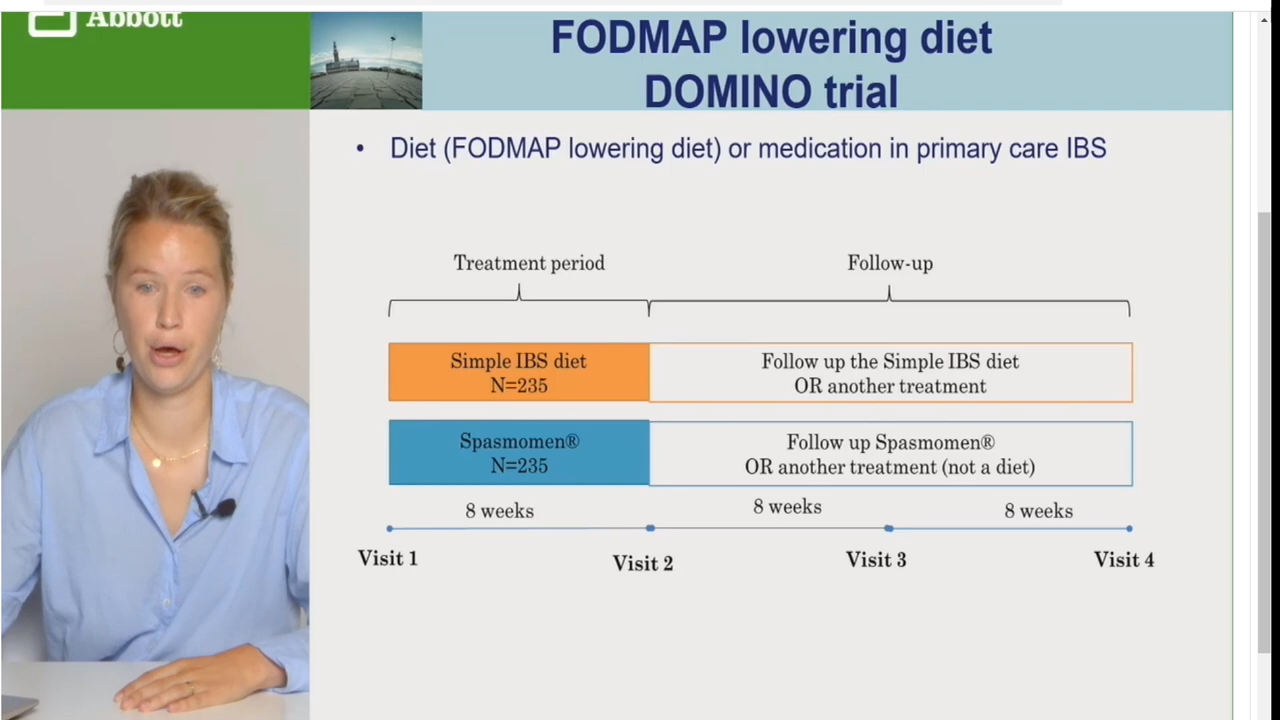 Abbott
FODMAP lowering diet
DOMINO trial
• Diet (FODMAP lowering diet) or medication in primary care IBS
Treatment period
Follow-up
Simple IBS diet
N=235
Follow up the Simple IBS diet
OR another treatment
Spasmomen®
N=235
Follow up Spasmomen®
OR another treatment (not a diet)
8 weeks
8 weeks
8 weeks
Visit 1
Visit 2
Visit 3
Visit 4